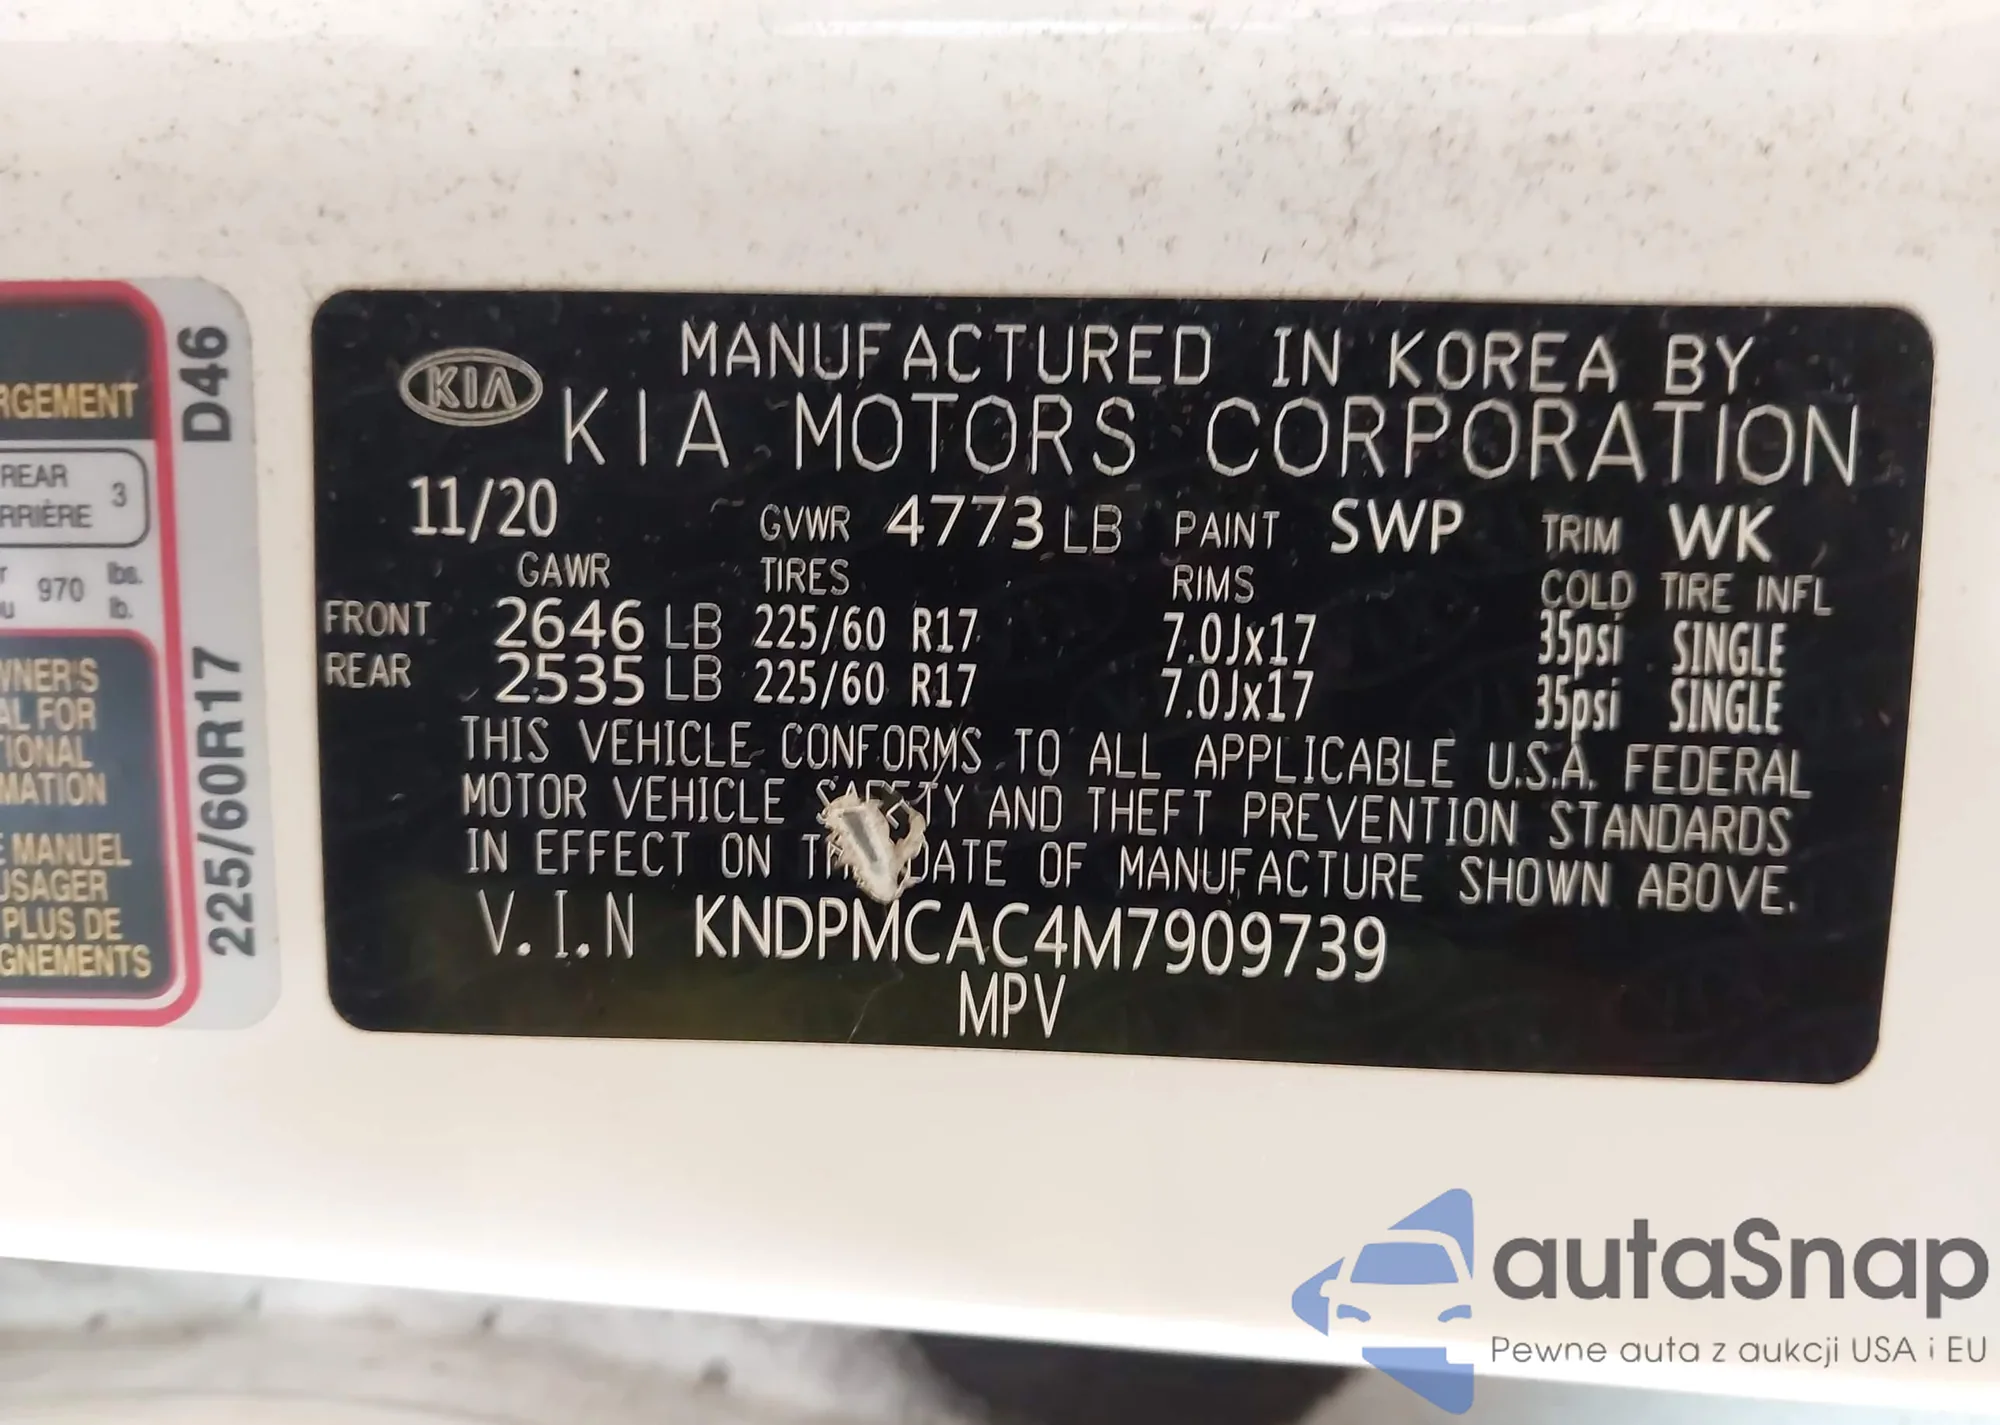 RGEMENT
REAR
RRIÈRE 3
970 lbs.
lb.
WNER'S
AL FOR
TIONAL
MATION
E MANUEL
USAGER
PLUS DE
GNEMENTS
D46
225/60R17
KIA
MANUFACTURED IN KOREA BY
KIA MOTORS CORPORATION
11/20 GVWR 4773 LB PAINT SWP TRIM WK
GAWR TIRES RIMS COLD TIRE INFL
FRONT 2646 LB 225/60 R17 7.0Jx17 35psi SINGLE
REAR 2535 LB 225/60 R17 7.0Jx17 35psi SINGLE
THIS VEHICLE CONFORMS TO ALL APPLICABLE U.S.A. FEDERAL
MOTOR VEHICLE SAFETY AND THEFT PREVENTION STANDARDS
IN EFFECT ON THE DATE OF MANUFACTURE SHOWN ABOVE.
V.I.N KNDPMCAC4M7909739
MPV
autaSnap
Pewne auta z aukcji USA i EU